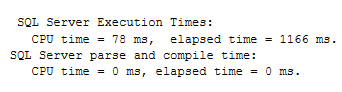 SQL Server Execution Times:
CPU time = 78 ms,  elapsed time = 1166 ms.
SQL Server parse and compile time:
CPU time = 0 ms, elapsed time = 0 ms.